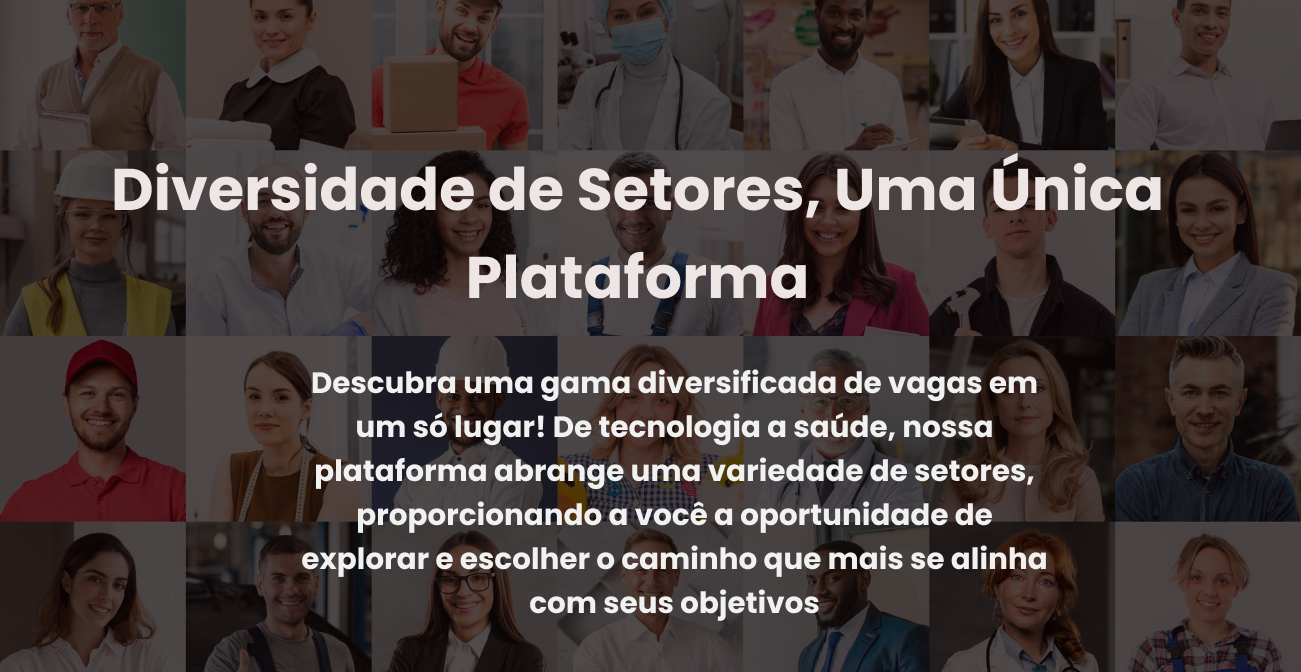 Diversidade de Setores, Uma Única
Plataforma
Descubra uma gama diversificada de vagas em
um só lugar! De tecnologia a saúde, nossa
plataforma abrange uma variedade de setores,
proporcionando a você a oportunidade de
explorar e escolher o caminho que mais se alinha
com seus objetivos